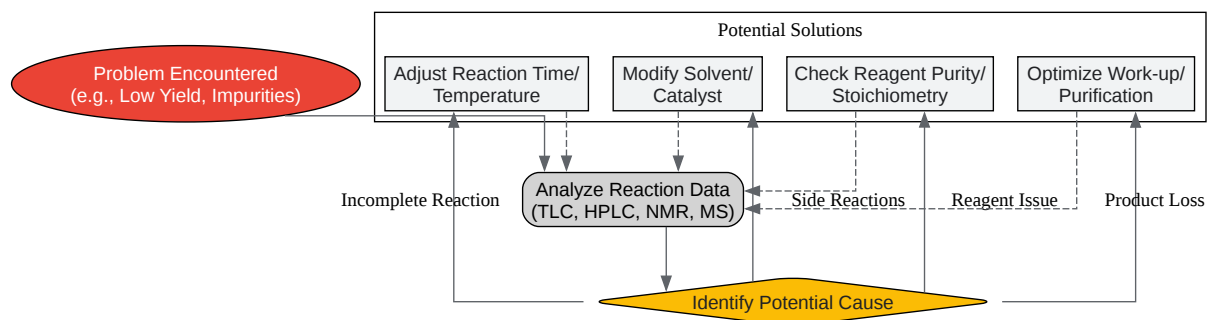 Potential Solutions
Problem Encountered
(e.g., Low Yield, Impurities)
Adjust Reaction Time/
Temperature
Modify Solvent/
Catalyst
Check Reagent Purity/
Stoichiometry
Optimize Work-up/
Purification
Analyze Reaction Data
(TLC, HPLC, NMR, MS)
Incomplete Reaction
Side Reactions
Reagent Issue
Product Loss
Identify Potential Cause